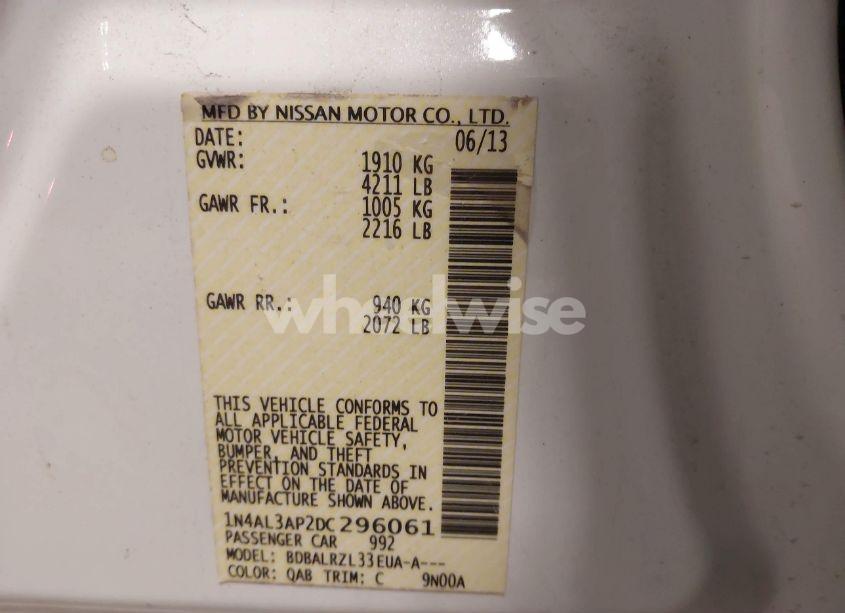 MFD BY NISSAN MOTOR CO., LTD.
DATE: 06/13
GVWR: 1910 KG
4211 LB
GAWR FR.: 1005 KG
2216 LB
GAWR RR.: 940 KG
2072 LB
wheelwise
THIS VEHICLE CONFORMS TO
ALL APPLICABLE FEDERAL
MOTOR VEHICLE SAFETY,
BUMPER, AND THEFT
PREVENTION STANDARDS IN
EFFECT ON THE DATE OF
MANUFACTURE SHOWN ABOVE.
1N4AL3AP2DC296061
PASSENGER CAR 992
MODEL: BDBALRZL33EUA-A---
COLOR: QAB TRIM: C 9N00A